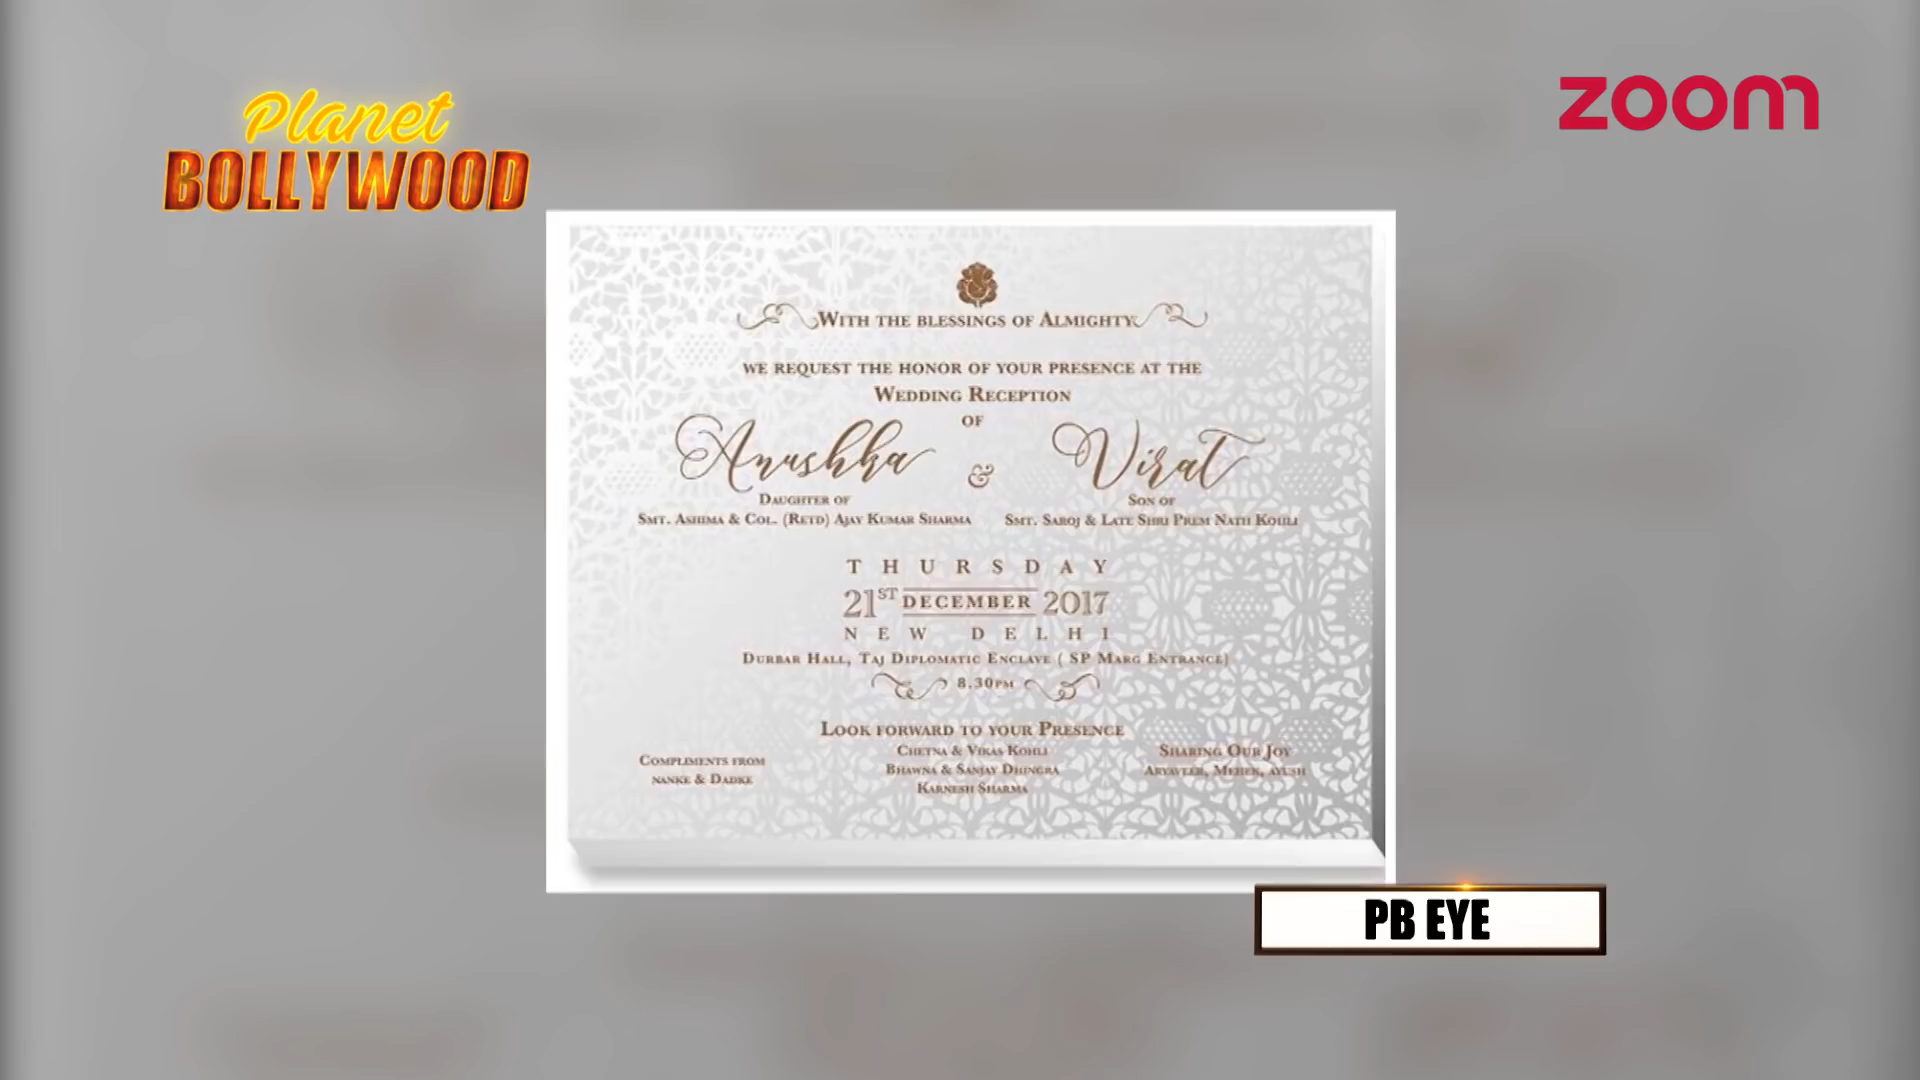 Planet
BOLLYWOOD
zoom
WITH THE BLESSINGS OF ALMIGHTY
WE REQUEST THE HONOR OF YOUR PRESENCE AT THE
WEDDING RECEPTION
OF
Anushka & Virat
DAUGHTER OF SON OF
SMT. ASHIMA & COL. (RETD) AJAY KUMAR SHARMA SMT. SAROJ & LATE SHRI PREM NATH KOHLI
THURSDAY
21ST DECEMBER 2017
NEW DELHI
DURBAR HALL, TAJ DIPLOMATIC ENCLAVE ( SP MARG ENTRANCE)
8.30PM
LOOK FORWARD TO YOUR PRESENCE
CHETNA & VIKAS KOHLI
BHAWNA & SANJAY DHINGRA
KARNESH SHARMA
COMPLIMENTS FROM
NANKE & DADKE
SHARING OUR JOY
ARYAVEER, MEHEK, AYUSH
PB EYE